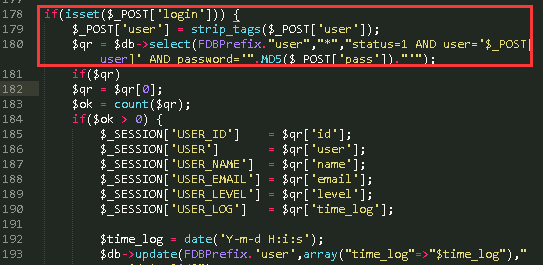 178
179 if(isset($_POST['login'])) {
179 $_POST['user'] = strip_tags($_POST['user']);
180 $qr = $db->select(FDBPrefix."user","*","status=1 AND user='$_POST[
user]' AND password='".MD5($_POST['pass'])."'");
181 if($qr)
182 $qr = $qr[0];
183 $ok = count($qr);
184 if($ok > 0) {
185 $_SESSION['USER_ID'] = $qr['id'];
186 $_SESSION['USER'] = $qr['user'];
187 $_SESSION['USER_NAME'] = $qr['name'];
188 $_SESSION['USER_EMAIL'] = $qr['email'];
189 $_SESSION['USER_LEVEL'] = $qr['level'];
190 $_SESSION['USER_LOG'] = $qr['time_log'];
191
192 $time_log = date('Y-m-d H:i:s');
193 $db->update(FDBPrefix.'user',array("time_log"=>"$time_log"),"